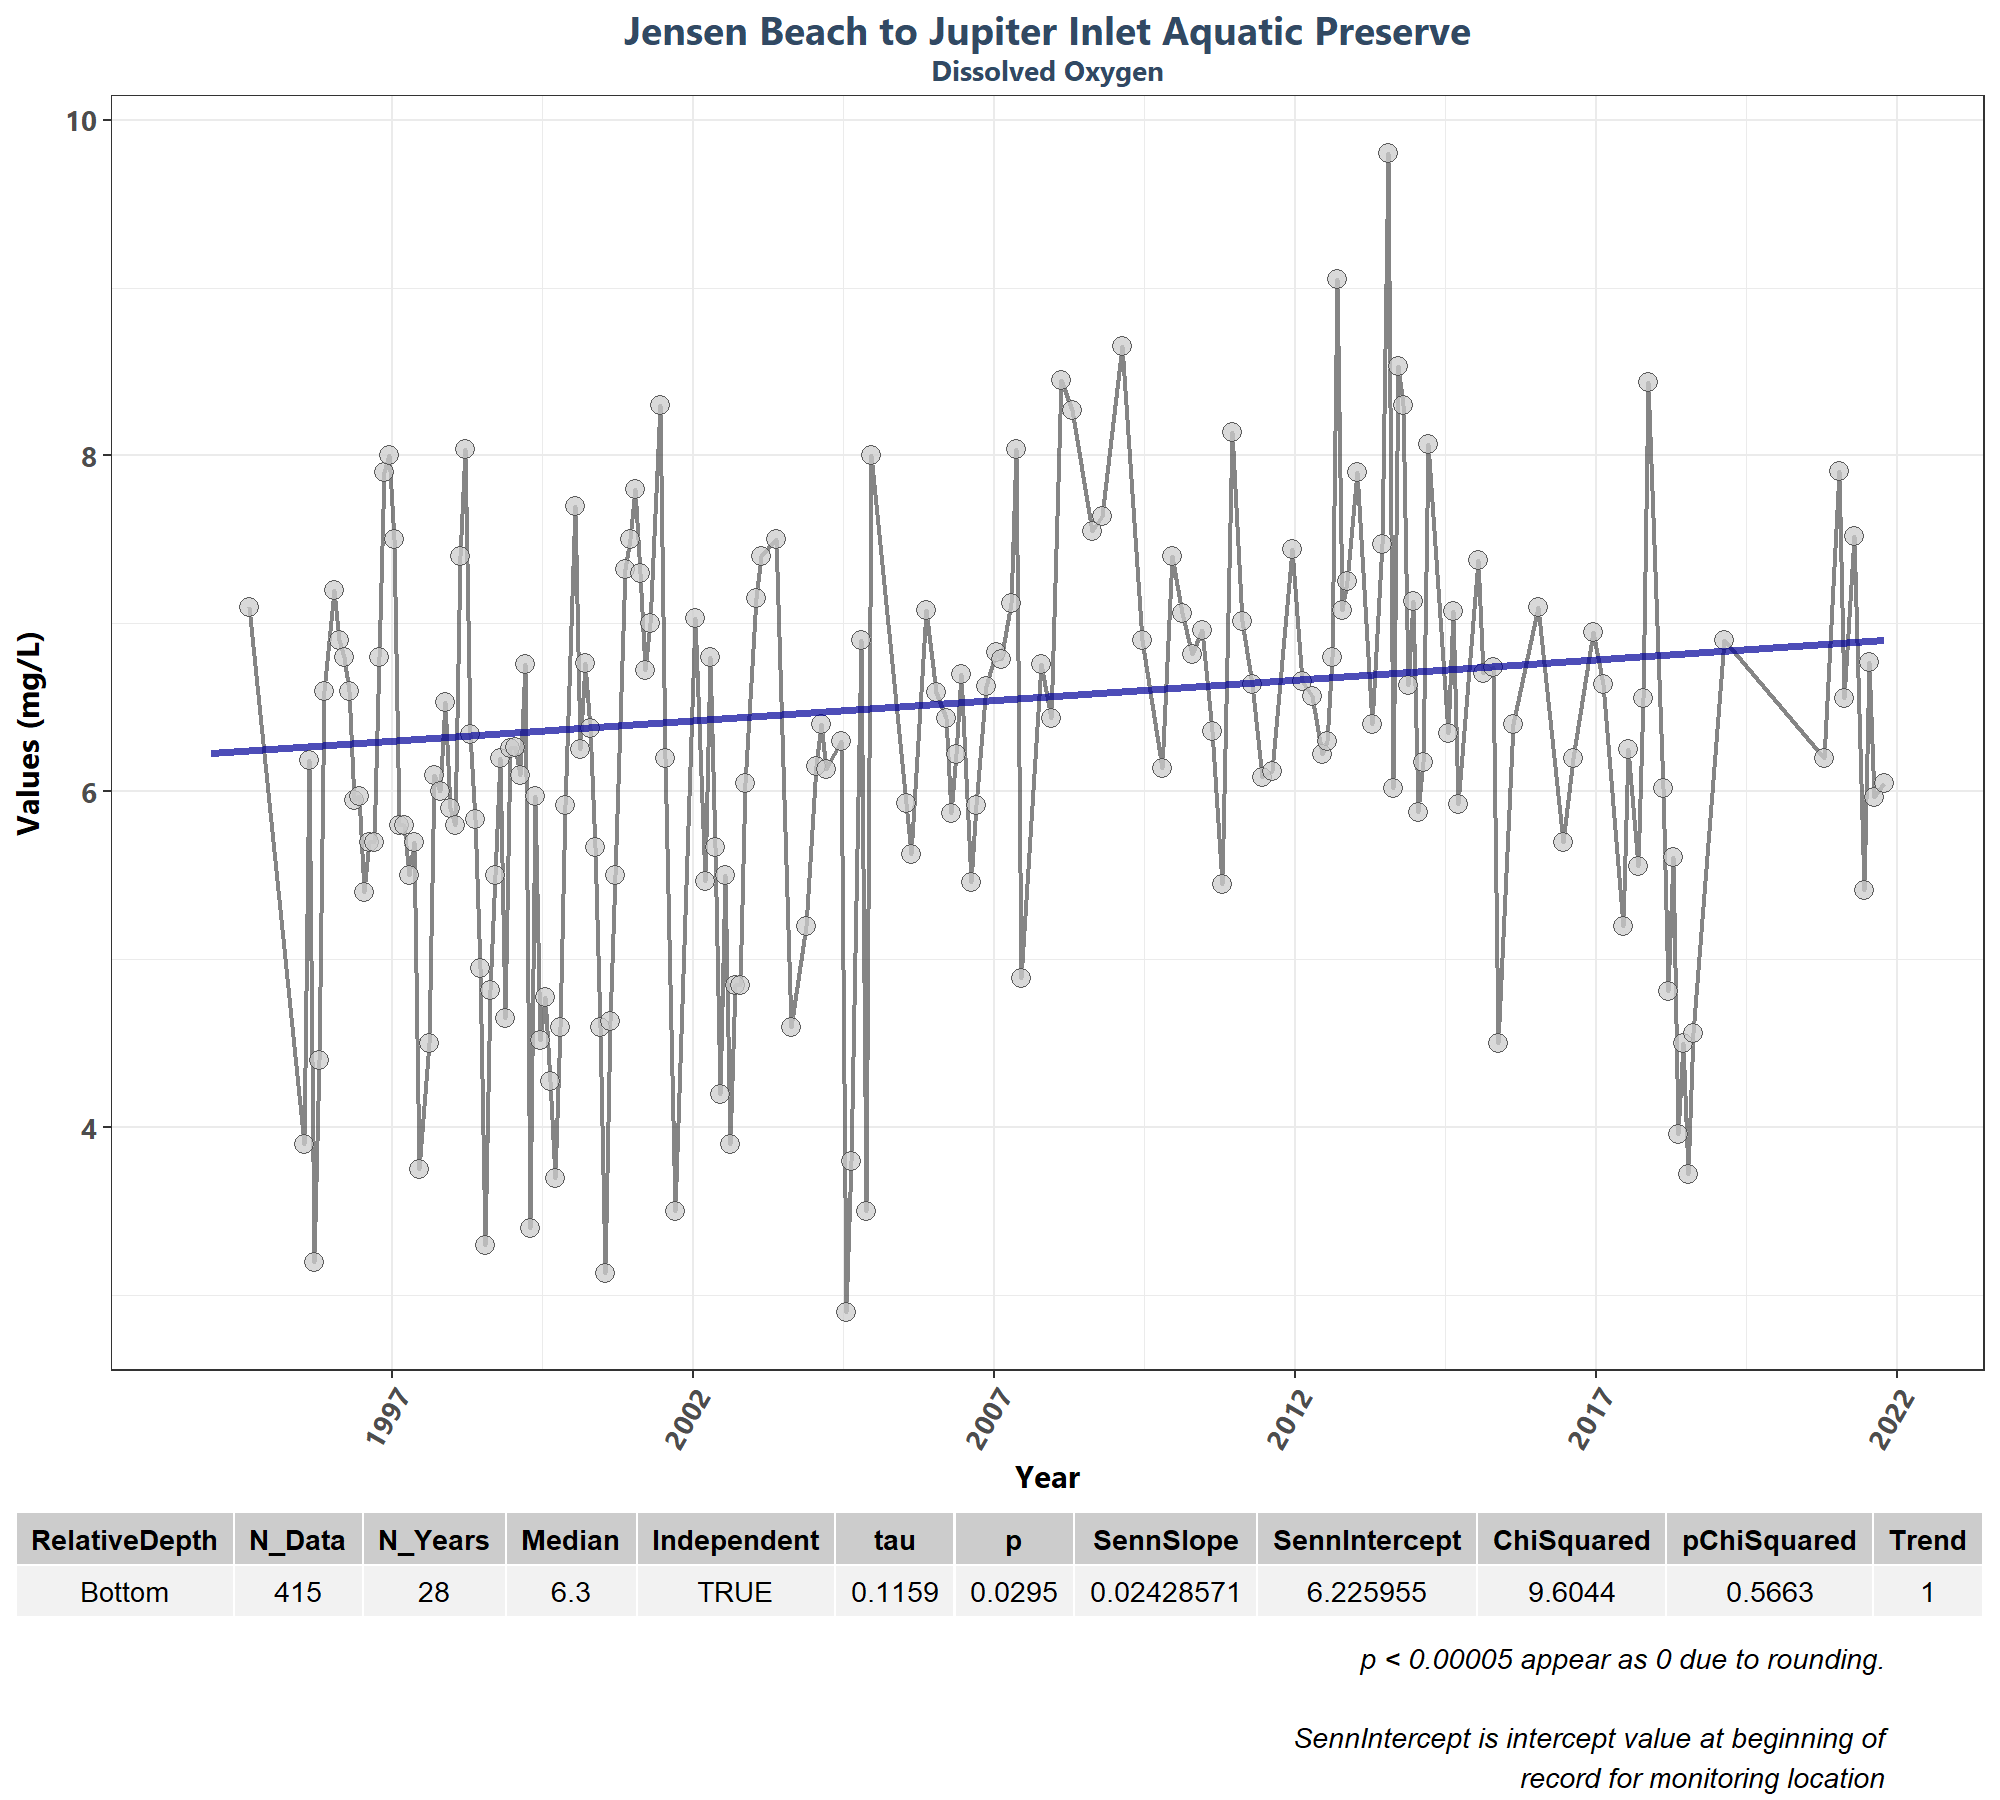 Jensen Beach to Jupiter Inlet Aquatic Preserve
Dissolved Oxygen
Values (mg/L)
10
8
6
4
1997 2002 2007 2012 2017 2022
Year
RelativeDepth N_Data N_Years Median Independent tau p SennSlope SennIntercept ChiSquared pChiSquared Trend
Bottom 415 28 6.3 TRUE 0.1159 0.0295 0.02428571 6.225955 9.6044 0.5663 1
p < 0.00005 appear as 0 due to rounding.
SennIntercept is intercept value at beginning of
record for monitoring location